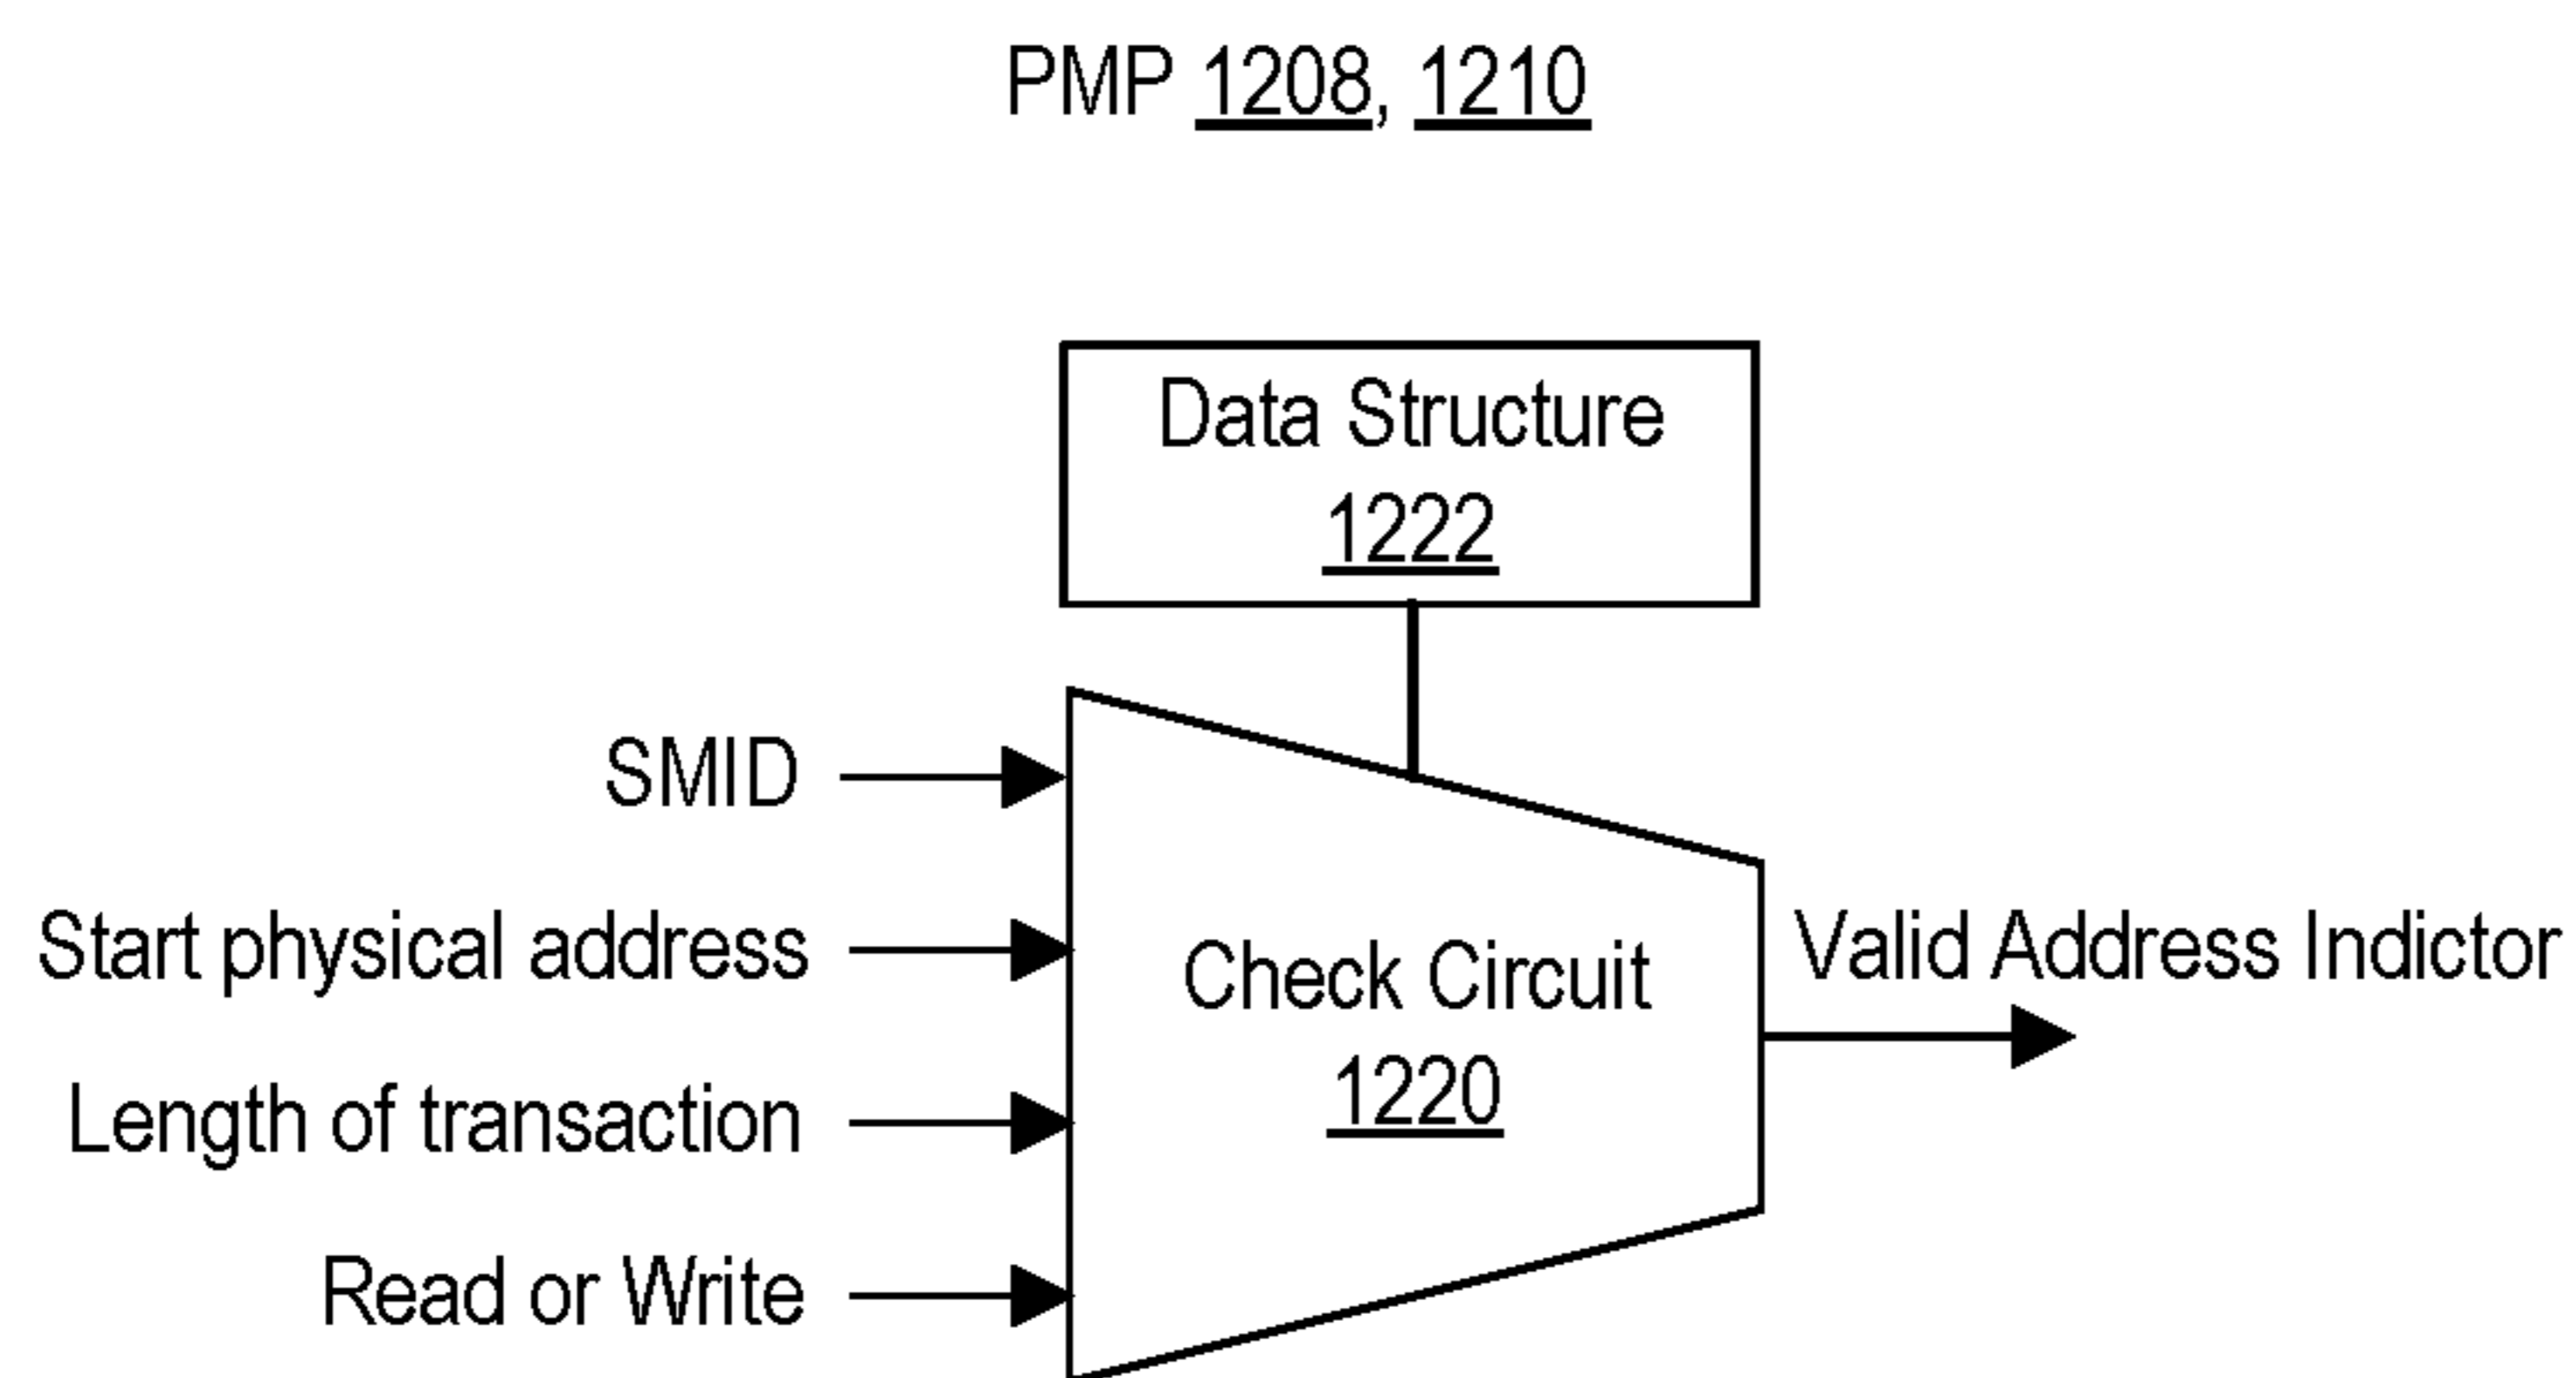 PMP 1208, 1210
Data Structure
1222
SMID
Start physical address
Length of transaction
Read or Write
Check Circuit
1220
Valid Address Indictor